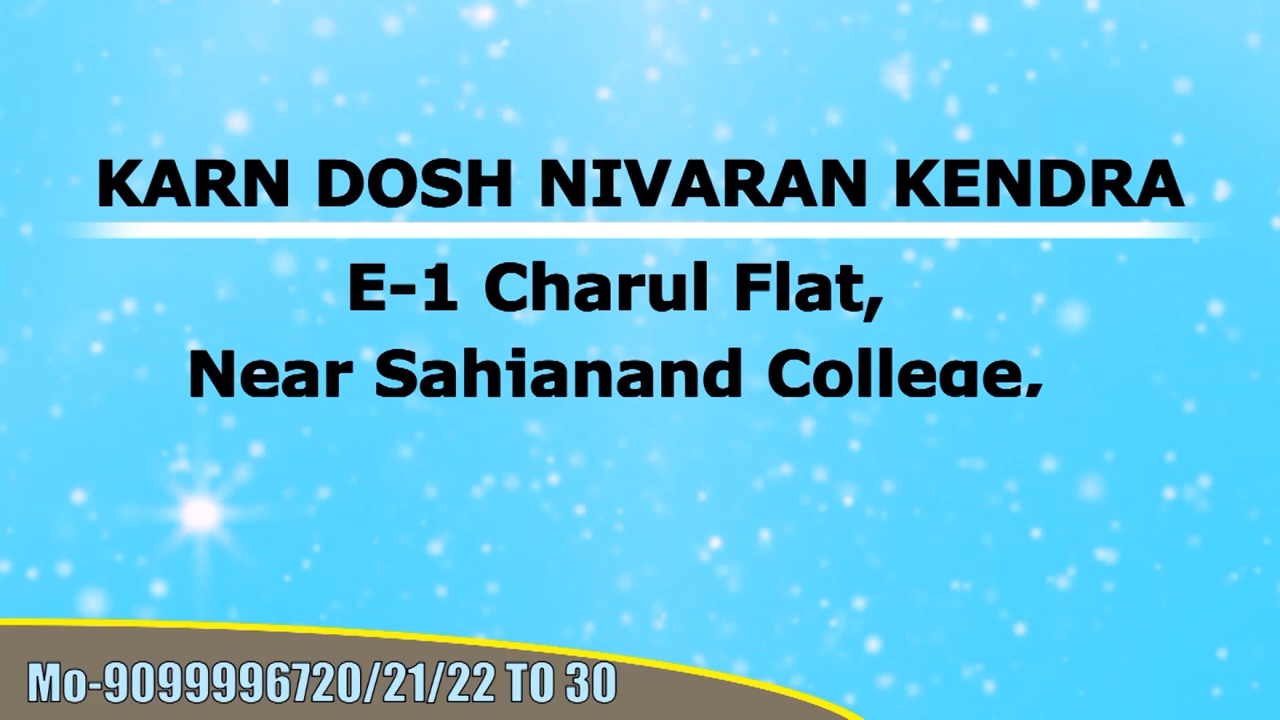 KARN DOSH NIVARAN KENDRA
E-1 Charul Flat,
Near Sahjanand College,
Mo-9099996720/21/22 TO 30